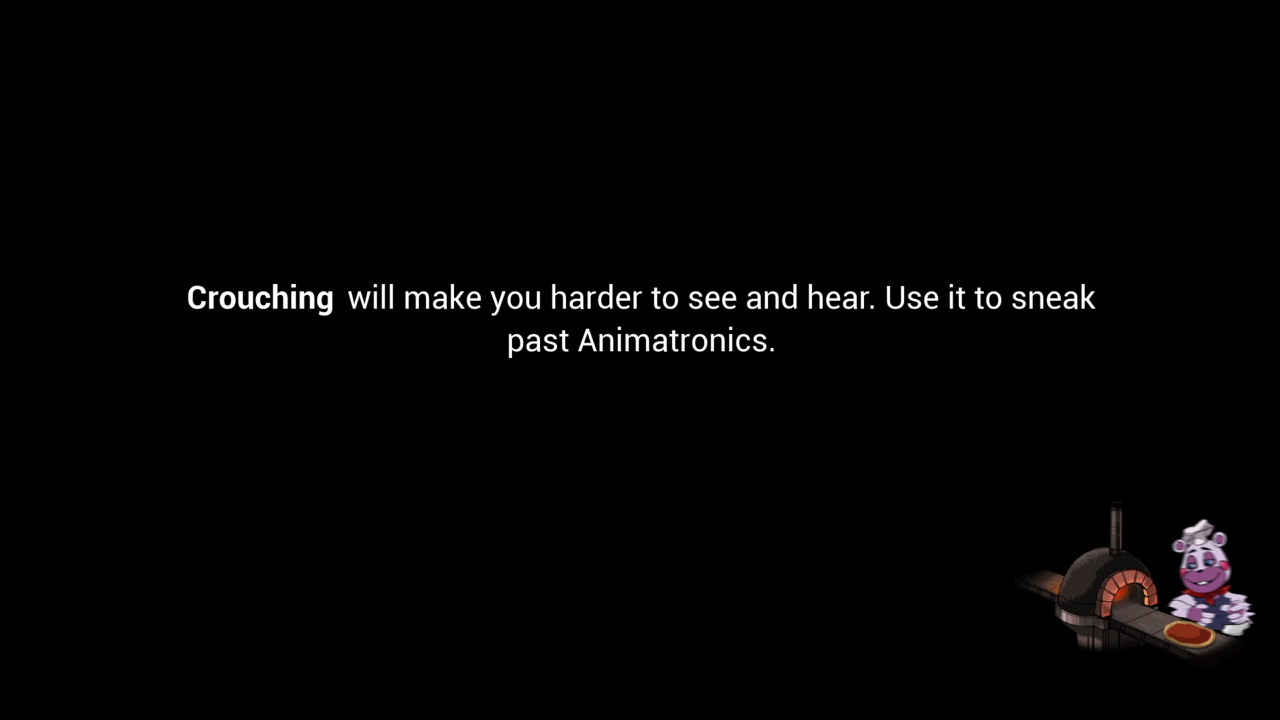 Crouching will make you harder to see and hear. Use it to sneak
past Animatronics.